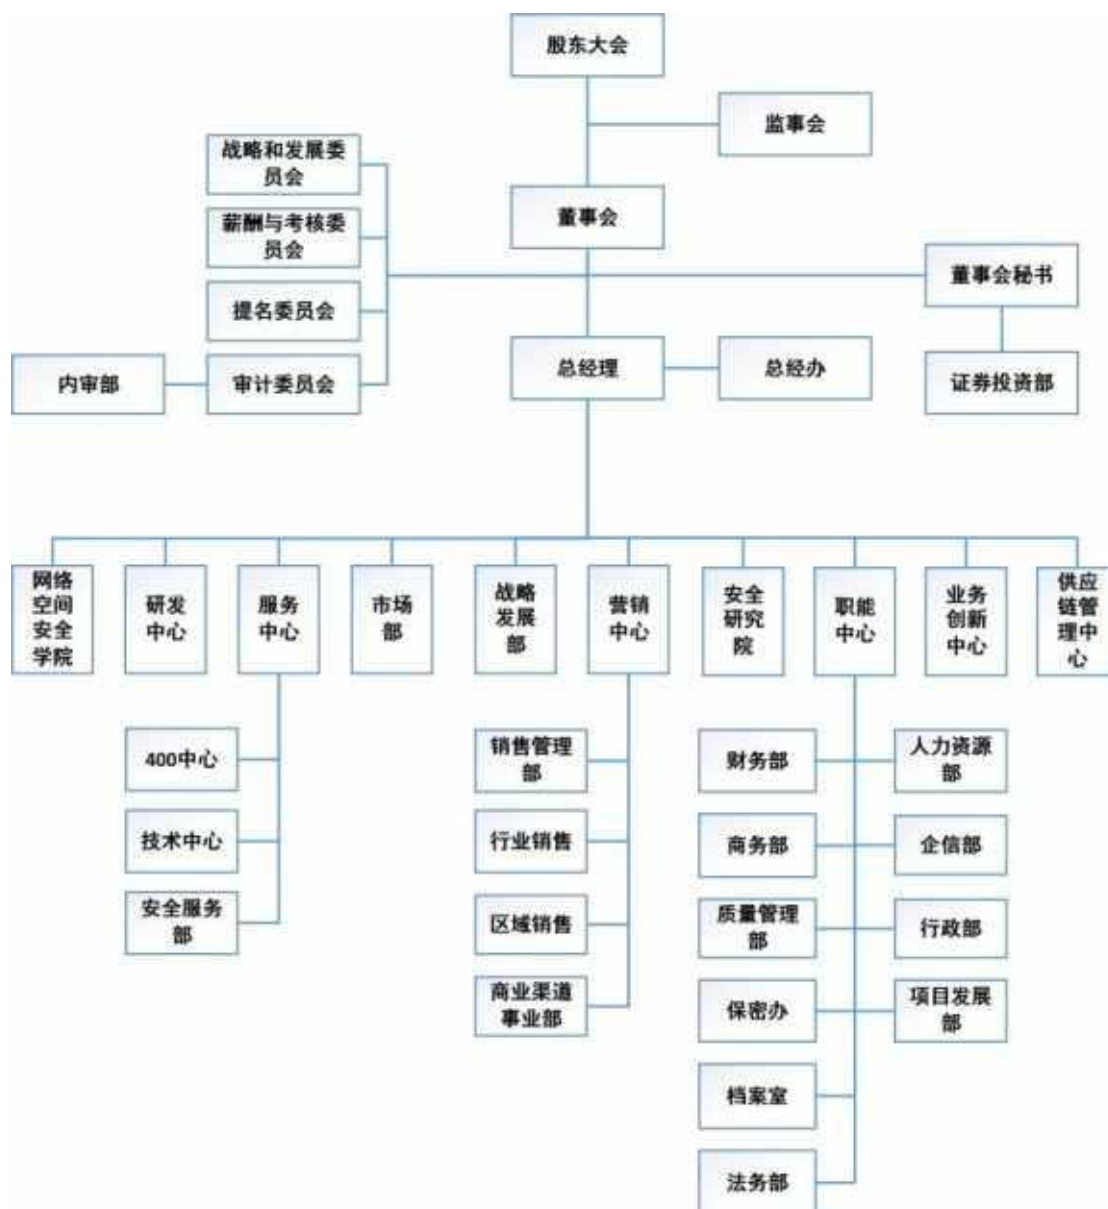 股东大会
监事会
战略和发展委
员会
董事会
薪酬与考核委
员会
董事会秘书
提名委员会
总经理
总经办
内审部
审计委员会
证券投资部
网络
空间
安全
学院
研发
中心
服务
中心
市场
部
战略
发展
部
营销
中心
安全
研究
院
职能
中心
业务
创新
中心
供应
链管
理中
心
400中心
销售管理
部
财务部
人力资源
部
技术中心
行业销售
商务部
企信部
安全服务
部
区域销售
质量管理
部
行政部
商业渠道
事业部
保密办
项目发展
部
档案室
法务部